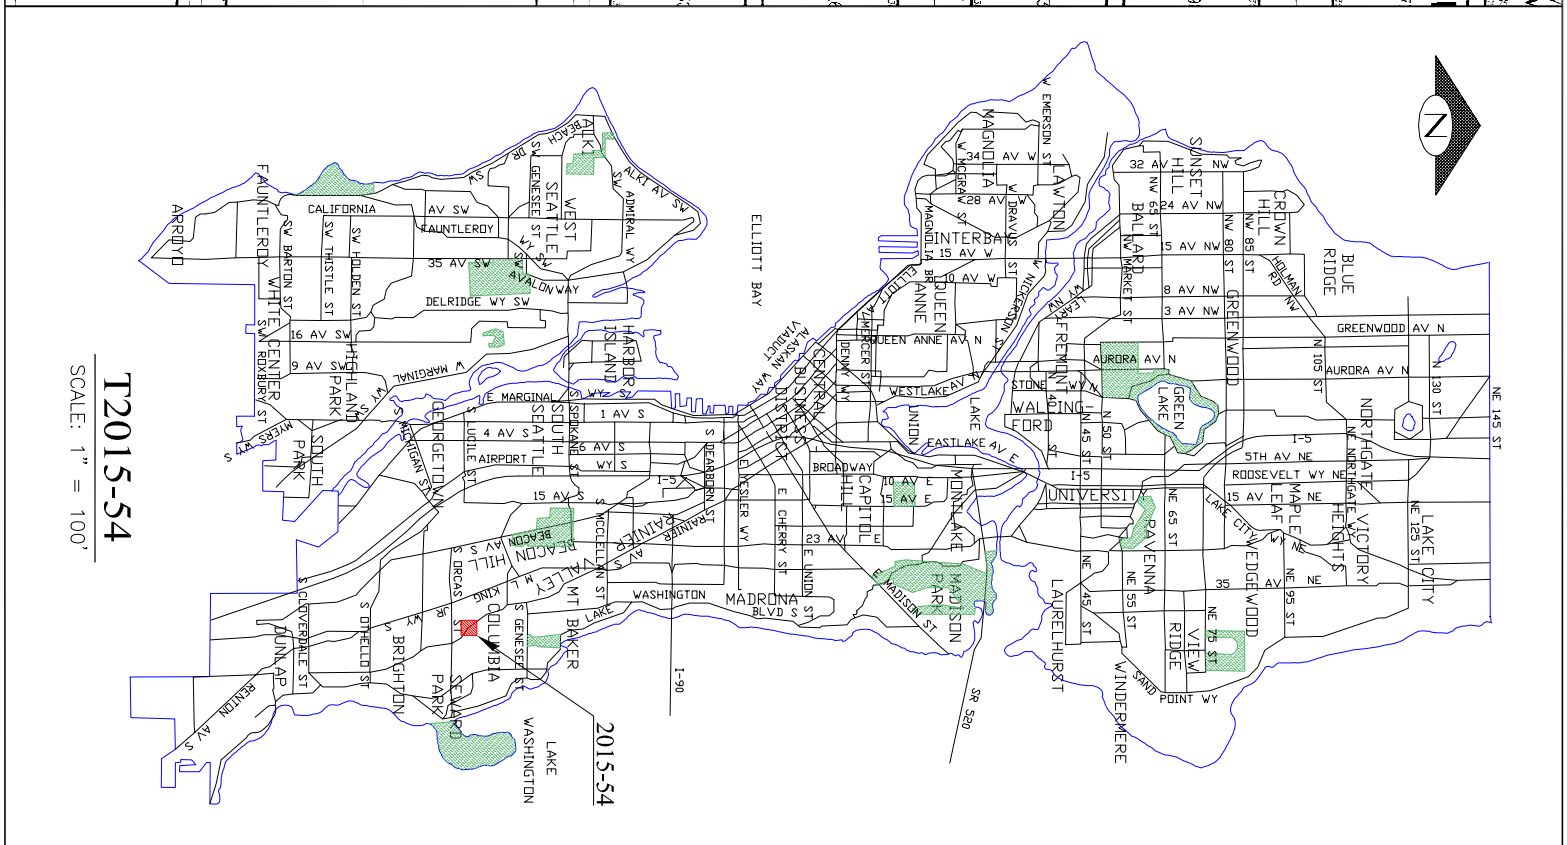 N
W EMERSON ST
MAGNOLIA
34 AV W
W MCGRAW ST
28 AV W
W DRAVUS ST
LAWTON
MAGNOLIA BR
INTERBAY
15 AV W
10 AV W
W NICKERSON ST
QUEEN
ANNE
ELLIOTT AV
MERCER ST
QUEEN ANNE AV N
DENNY WY
WESTLAKE AV N
ALASKAN WAY
VIADUCT
CENTRAL
BUSINESS
DISTRICT
LAKE
UNION
EASTLAKE AV E
BROADWAY
10 AV E
15 AV E
CAPITOL
HILL
MONTLAKE
23 AV E
E MADISON ST
MADISON
PARK
E YESLER WY
E CHERRY ST
E UNION ST
MADRONA
BLVD S
LAKE WASHINGTON
SR 520
I-90
I-5
S DEARBORN ST
SUNSET
HILL
32 AV NW
NW 65 ST
24 AV NW
BALLARD
15 AV NW
NW MARKET ST
NW 80 ST
NW 85 ST
CROWN
HILL
HOLMAN RD NW
BLUE
RIDGE
8 AV NW
3 AV NW
LEARY WY NW
FREMONT
GREENWOOD
GREENWOOD AV N
N 105 ST
AURORA AV N
AURORA AV N
N 130 ST
NE 145 ST
STONE WY N
WALLING-
FORD
N 45 ST
N 50 ST
GREEN
LAKE
I-5
I-5
5TH AV NE
ROOSEVELT WY NE
15 AV NE
NORTHGATE
NE NORTHGATE WY
UNIVERSITY
NE 65 ST
RAVENNA
LAKE CITY WY NE
MAPLE
LEAF
VICTORY
HEIGHTS
NE 125 ST
LAKE CITY
NE 45 ST
NE 55 ST
35 AV NE
WEDGEWOOD
NE 95 ST
NE 75 ST
VIEW
RIDGE
LAURELHURST
WINDERMERE
SAND POINT WY
ELLIOTT BAY
ALKI
BEACH DR SW
ALKI AV SW
SW ADMIRAL WY
SW GENESEE ST
WEST
SEATTLE
CALIFORNIA AV SW
FAUNTLEROY WY SW
35 AV SW
SW AVALON WAY
DELRIDGE WY SW
FAUNTLEROY
ARROYO
SW BARTON ST
SW THISTLE ST
SW HOLDEN ST
WHITE CENTER
SW ROXBURY ST
16 AV SW
9 AV SW
HIGHLAND
PARK
W MARGINAL WY S
HARBOR
ISLAND
E MARGINAL WY S
1 AV S
4 AV S
6 AV S
AIRPORT WY S
S SPOKANE ST
SOUTH
SEATTLE
S LUCILE ST
GEORGETOWN
S MICHIGAN ST
MYERS WY S
SOUTH
PARK
15 AV S
BEACON AV S
BEACON
HILL
S MCCLELLAN ST
RAINIER AV S
RAINIER
VALLEY
M L KING JR WY S
S ORCAS ST
COLUMBIA
S GENESEE ST
MT BAKER
S CLOVERDALE ST
S OTHELLO ST
BRIGHTON
DUNLAP
RENTON AV S
SEWARD
PARK
LAKE
WASHINGTON
2015-54
T2015-54
SCALE: 1" = 100'